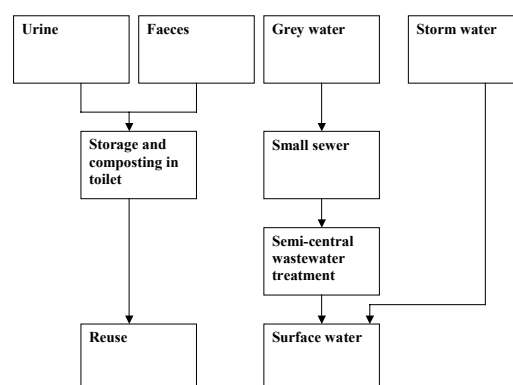 Urine
Faeces
Grey water
Storm water
Storage and
composting in
toilet
Small sewer
Semi-central
wastewater
treatment
Reuse
Surface water